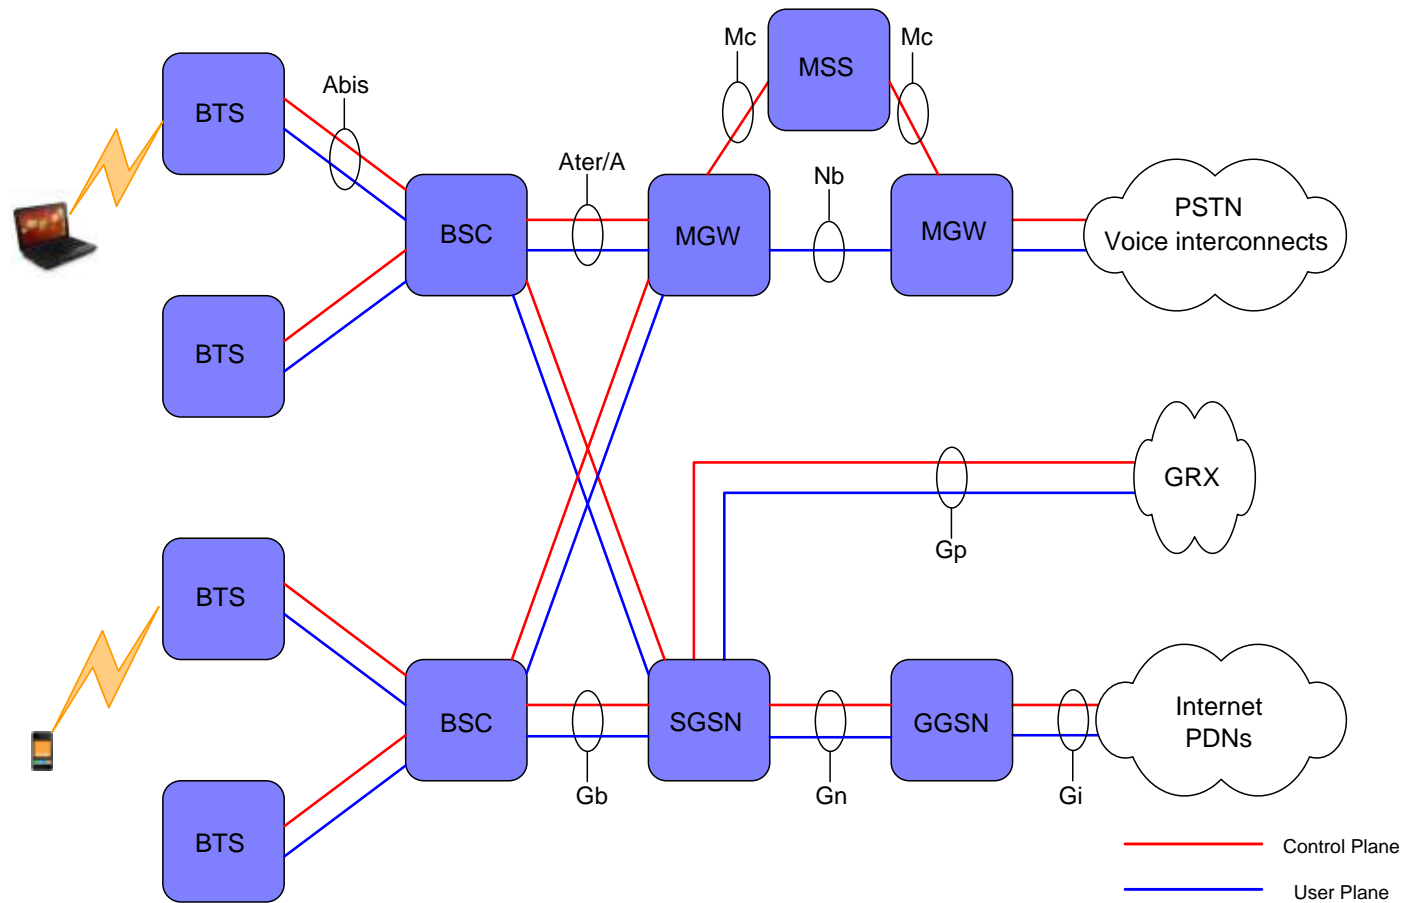 Mc
MSS
Mc
BTS
Abis
Ater/A
Nb
BSC
MGW
MGW
PSTN
Voice interconnects
BTS
GRX
Gp
BTS
BSC
SGSN
GGSN
Internet
PDNs
Gb
Gn
Gi
BTS
Control Plane
User Plane